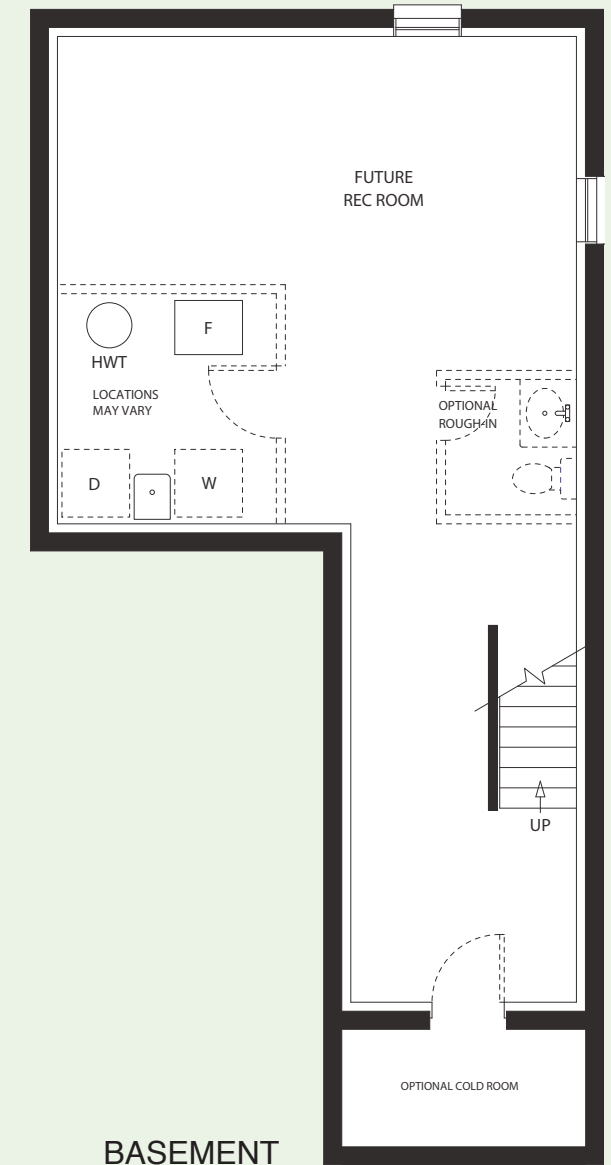 FUTURE
REC ROOM
F
HWT
LOCATIONS
MAY VARY
OPTIONAL
ROUGH-IN
D
W
UP
OPTIONAL COLD ROOM
BASEMENT